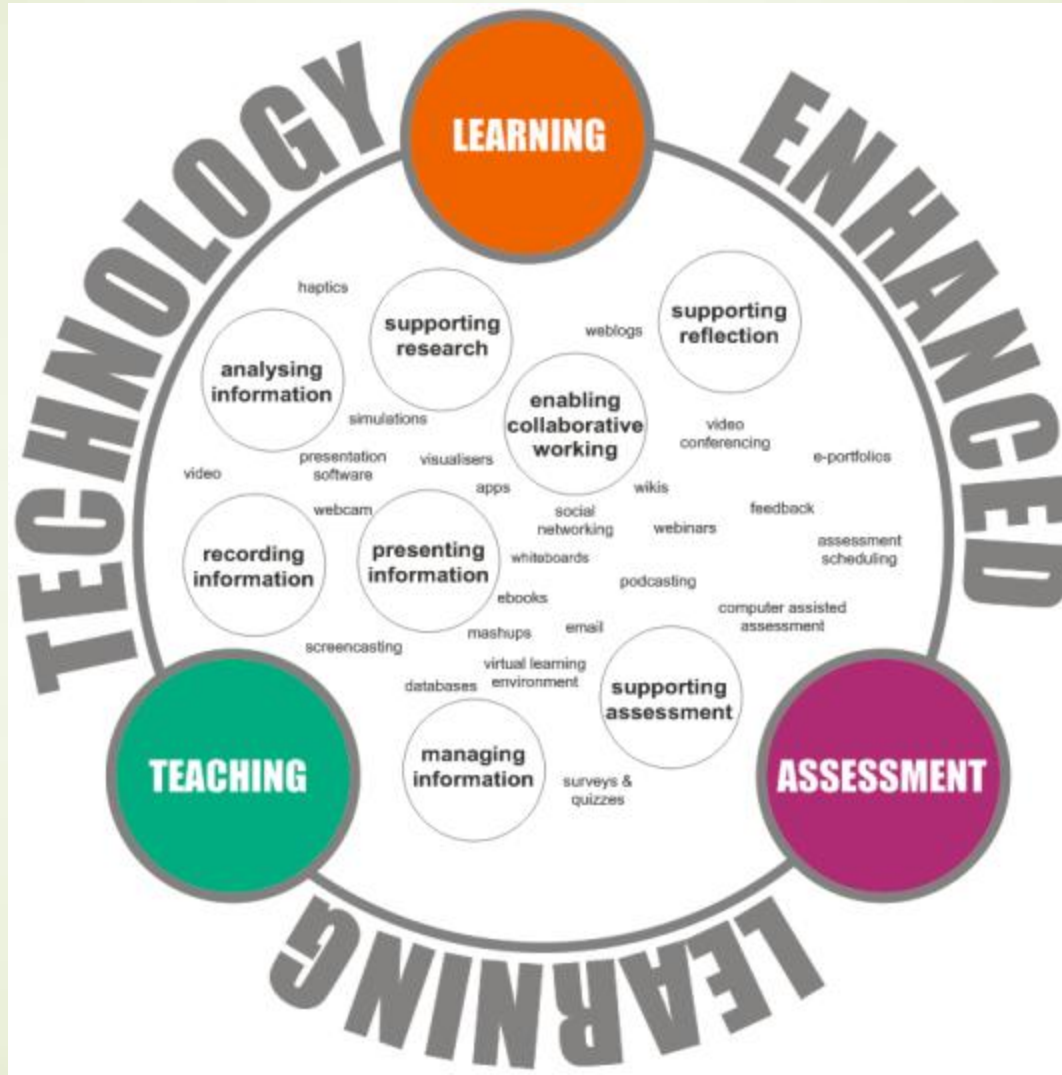 TECHNOLOGY
ENHANCED
LEARNING
LEARNING
haptics
supporting
research
weblogs
supporting
reflection
analysing
information
enabling
collaborative
working
simulations
video
conferencing
presentation
software
visualisers
e-portfolios
video
apps
wikis
webcam
social
networking
webinars
feedback
recording
information
presenting
information
whiteboards
assessment
scheduling
podcasting
ebooks
computer assisted
assessment
mashups
email
screencasting
virtual learning
environment
databases
supporting
assessment
managing
information
surveys &
quizzes
TEACHING
ASSESSMENT